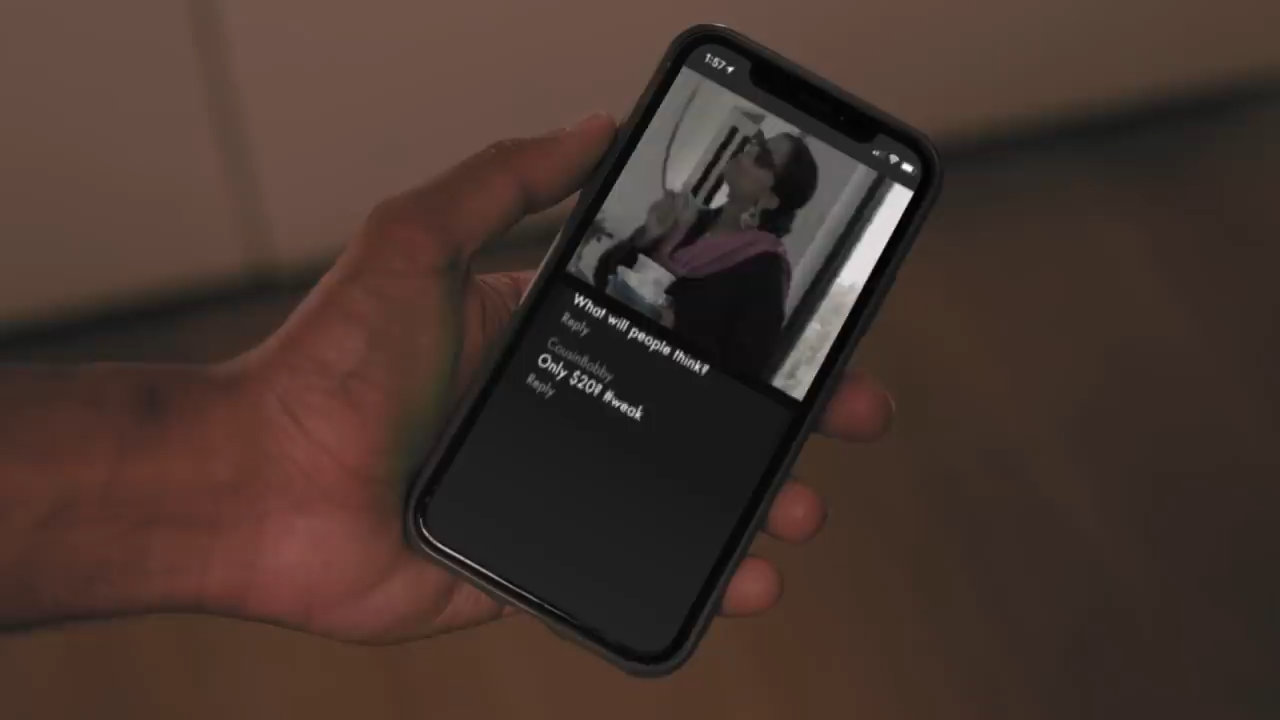 1:57
What will people think?
Reply
CousinBobby
Only $20? #weak
Reply